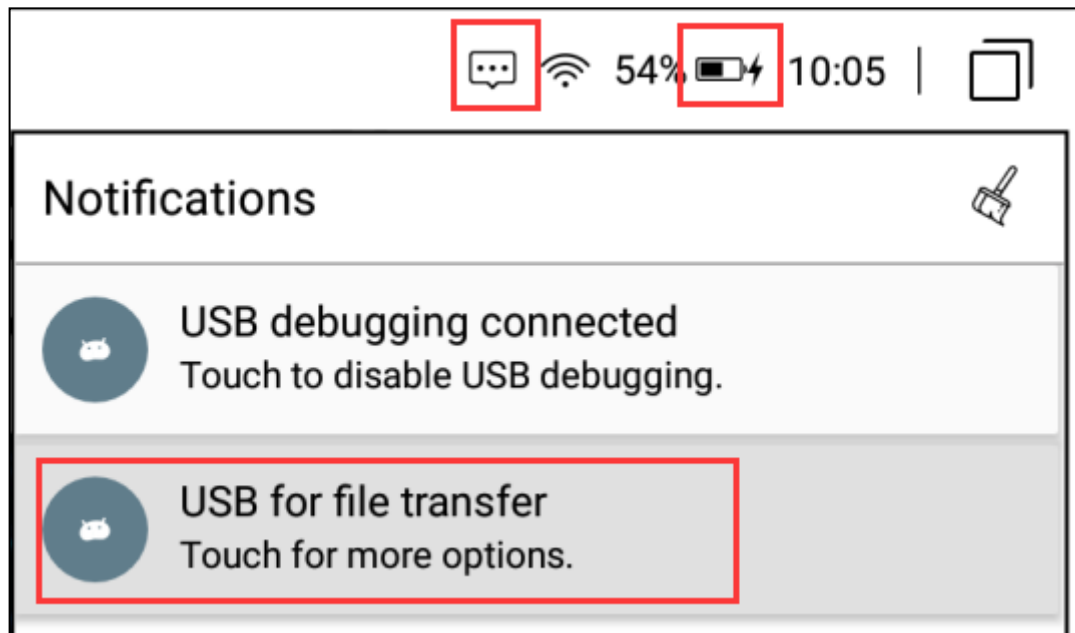 54% 10:05
Notifications
USB debugging connected
Touch to disable USB debugging.
USB for file transfer
Touch for more options.